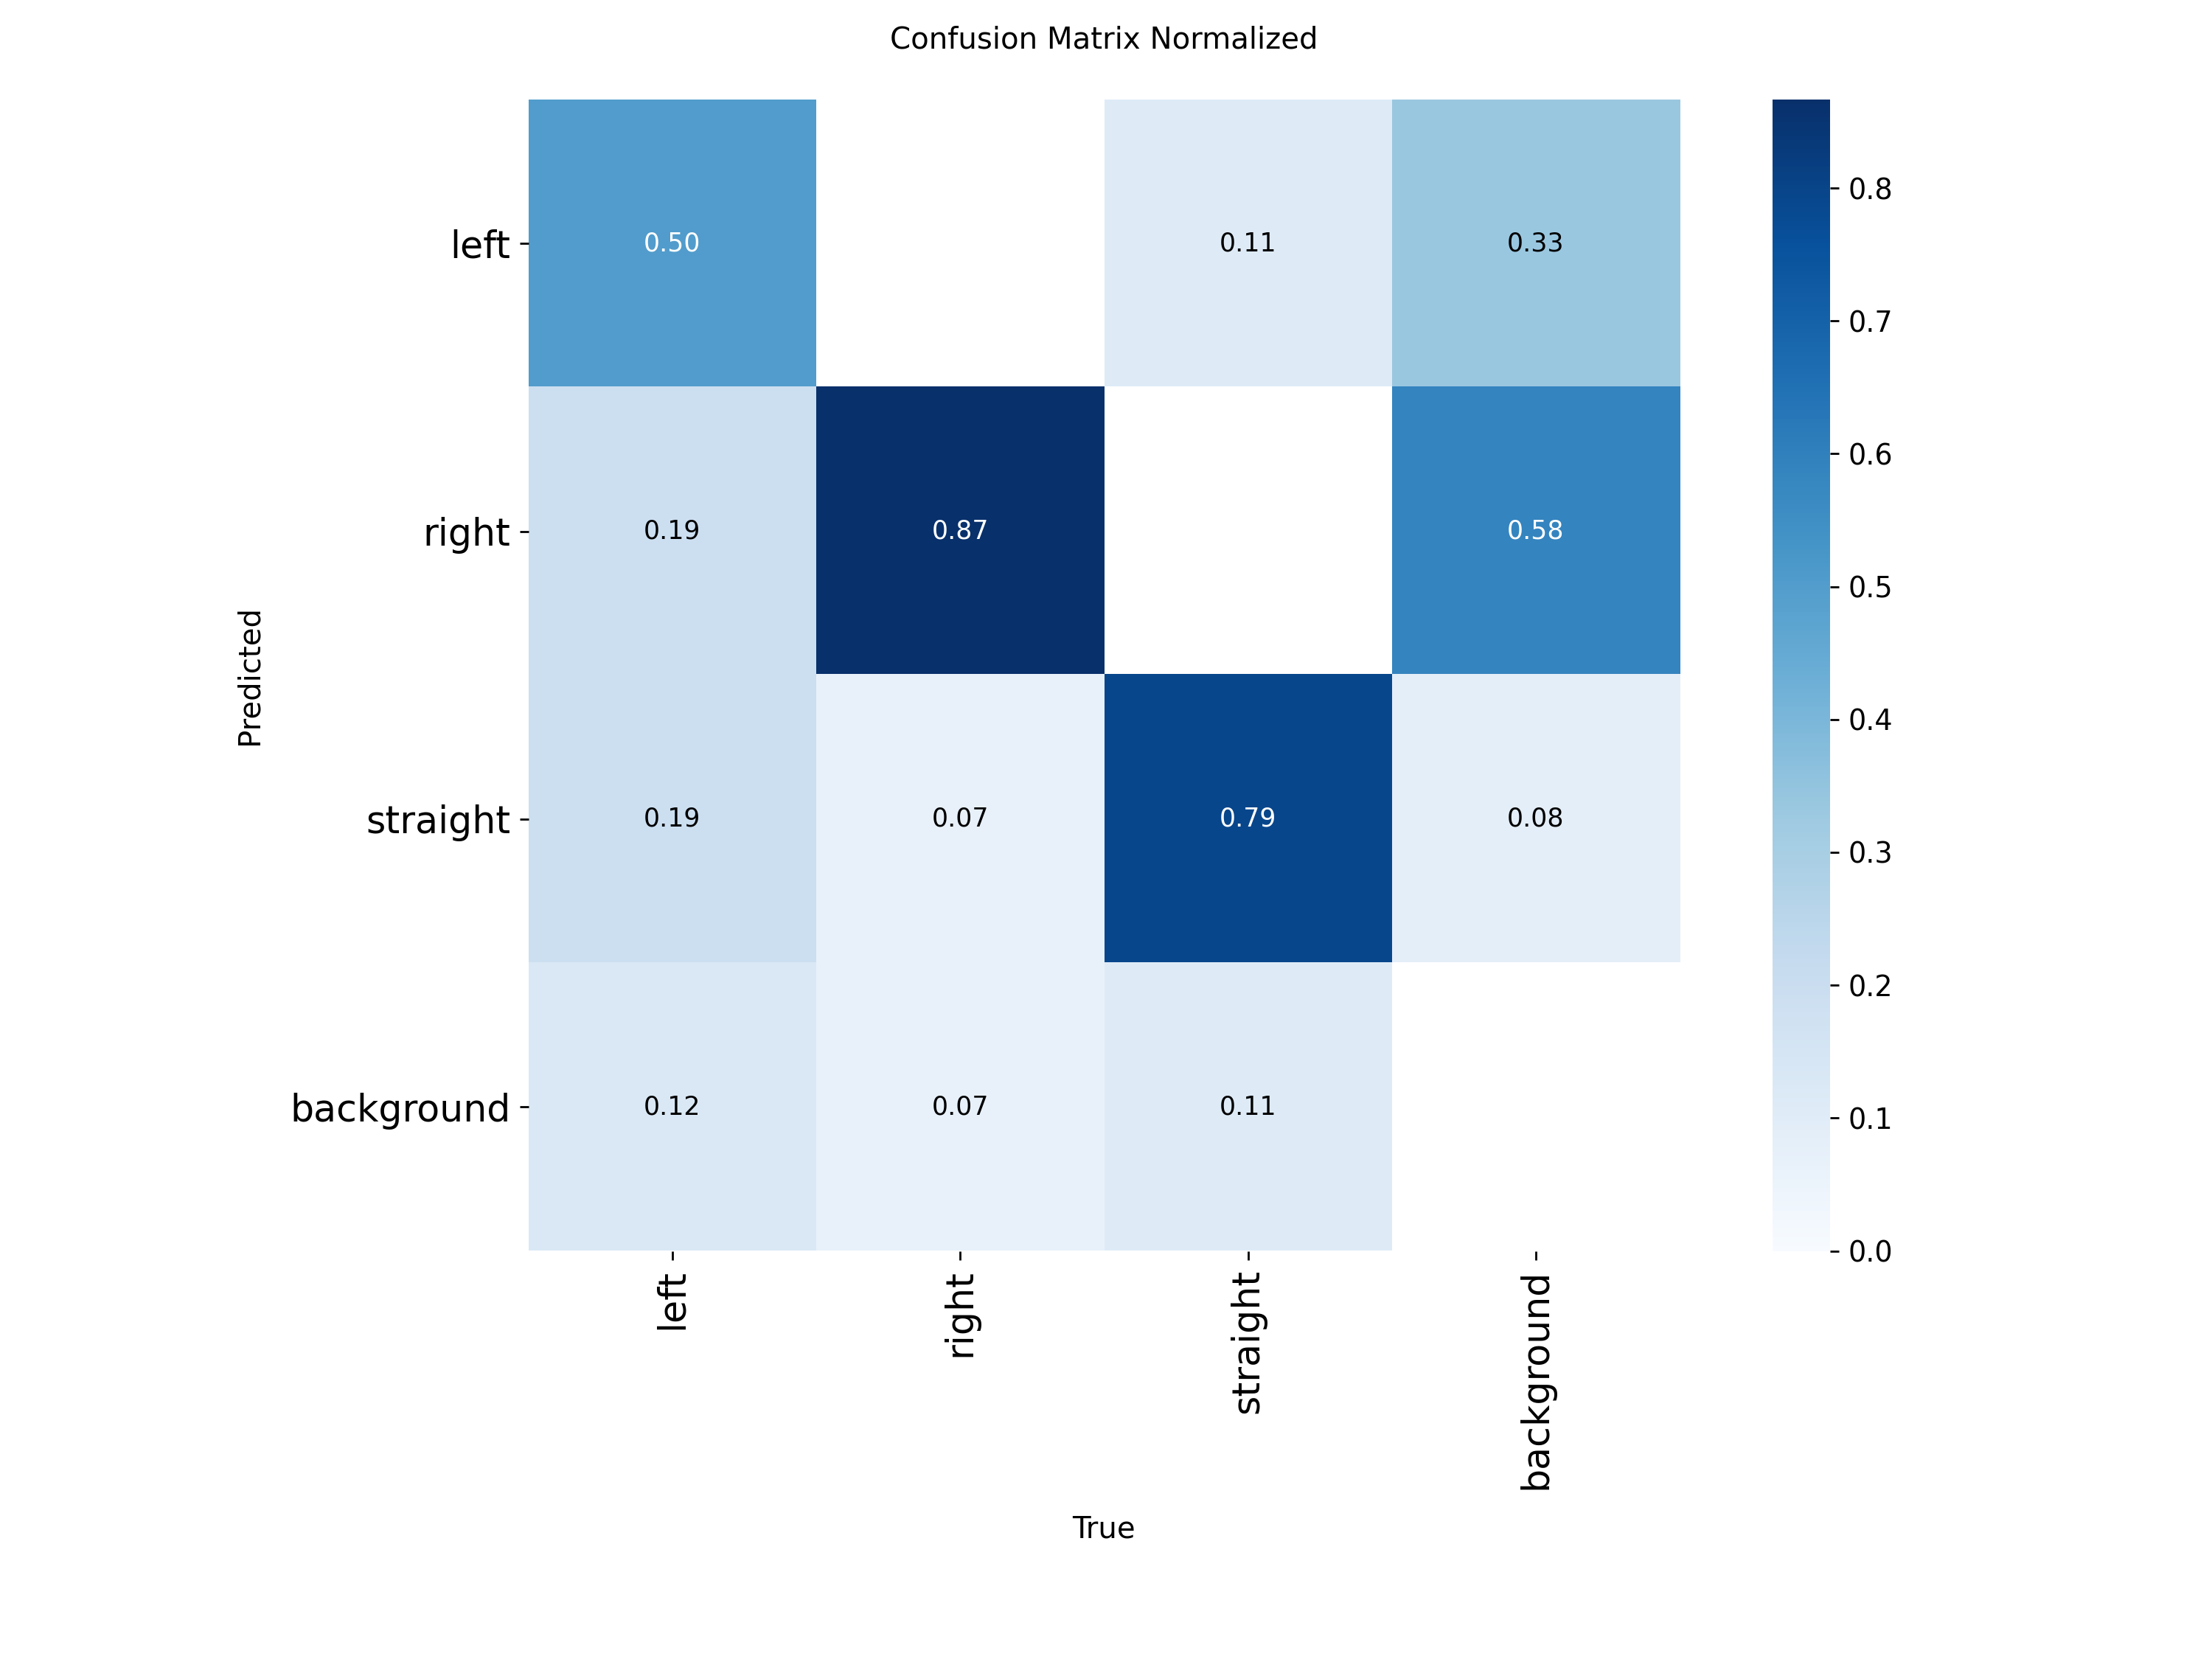 Confusion Matrix Normalized
left
0.50
0.11
0.33
right
0.19
0.87
0.58
straight
0.19
0.07
0.79
0.08
background
0.12
0.07
0.11
Predicted
left
right
straight
background
True
0.8
0.7
0.6
0.5
0.4
0.3
0.2
0.1
0.0